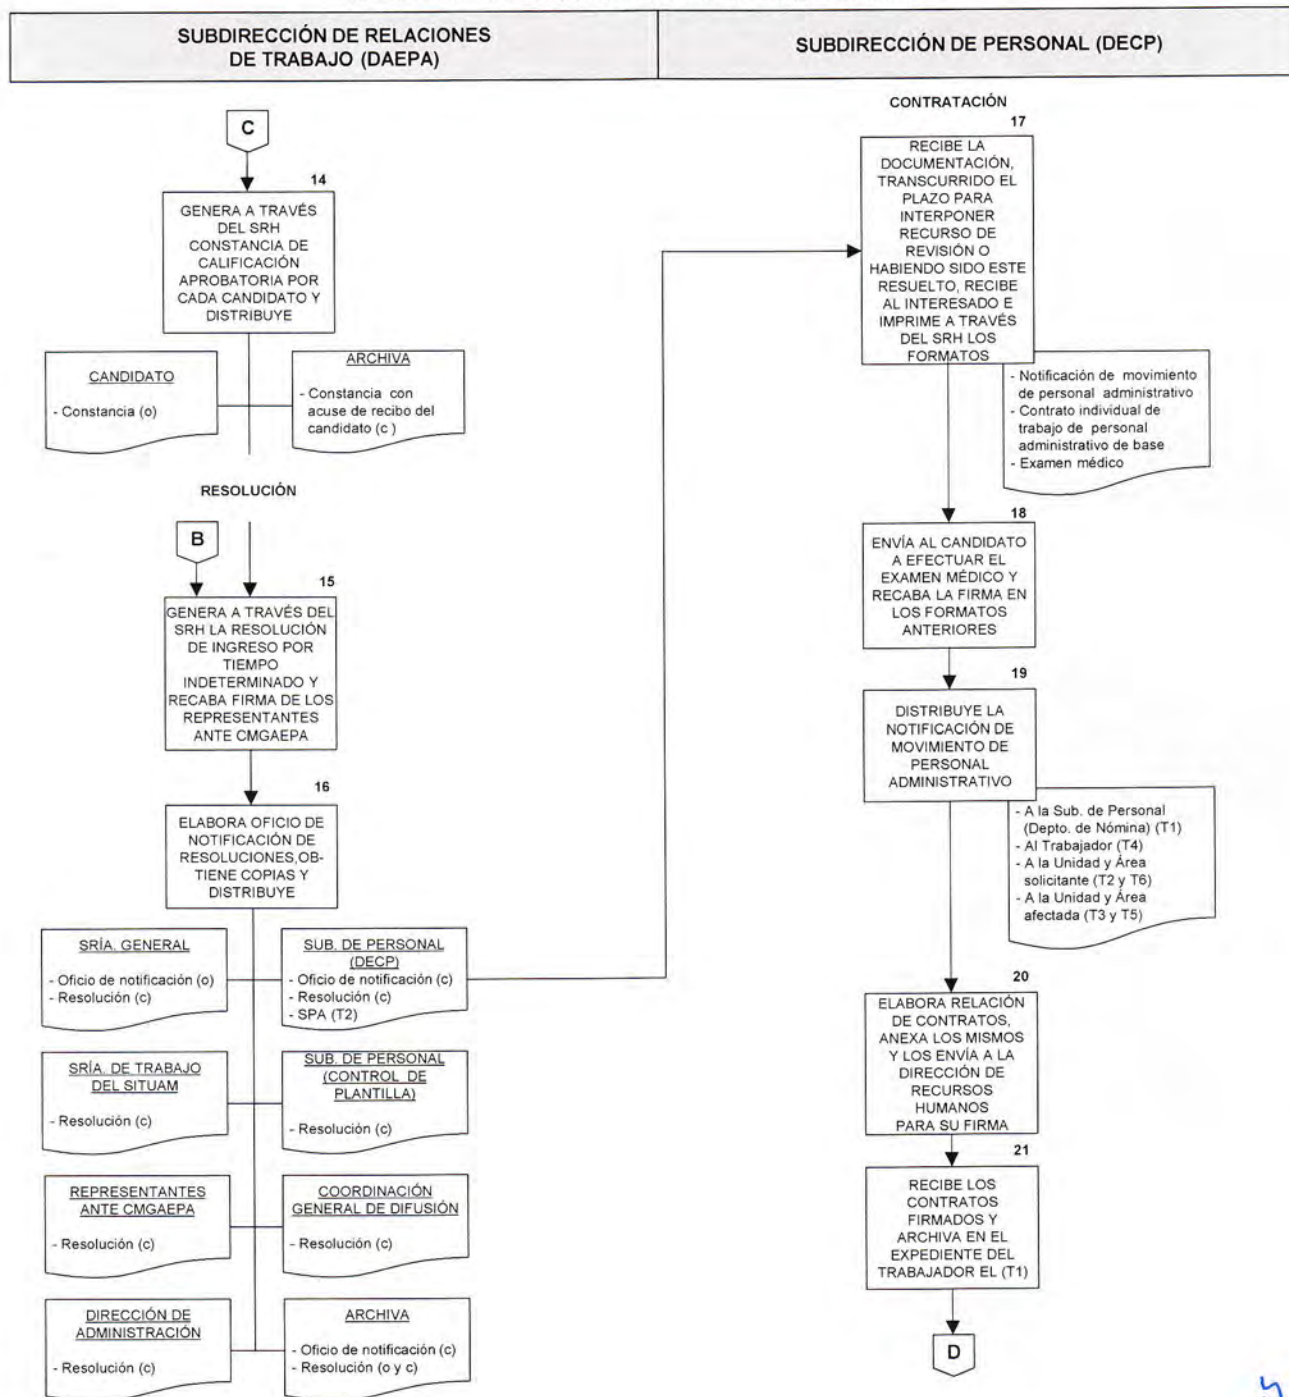 SUBDIRECCIÓN DE RELACIONES
DE TRABAJO (DAEPA)
SUBDIRECCIÓN DE PERSONAL (DECP)
C
14
GENERA A TRAVÉS
DEL SRH
CONSTANCIA DE
CALIFICACIÓN
APROBATORIA POR
CADA CANDIDATO Y
DISTRIBUYE
CANDIDATO
- Constancia (o)
ARCHIVA
- Constancia con
acuse de recibo del
candidato (c )
RESOLUCIÓN
B
15
GENERA A TRAVÉS DEL
SRH LA RESOLUCIÓN
DE INGRESO POR
TIEMPO
INDETERMINADO Y
RECABA FIRMA DE LOS
REPRESENTANTES
ANTE CMGAEPA
16
ELABORA OFICIO DE
NOTIFICACIÓN DE
RESOLUCIONES,OB-
TIENE COPIAS Y
DISTRIBUYE
SRÍA. GENERAL
- Oficio de notificación (o)
- Resolución (c)
SUB. DE PERSONAL
(DECP)
- Oficio de notificación (c)
- Resolución (c)
- SPA (T2)
SRÍA. DE TRABAJO
DEL SITUAM
- Resolución (c)
SUB. DE PERSONAL
(CONTROL DE
PLANTILLA)
- Resolución (c)
REPRESENTANTES
ANTE CMGAEPA
- Resolución (c)
COORDINACIÓN
GENERAL DE DIFUSIÓN
- Resolución (c)
DIRECCIÓN DE
ADMINISTRACIÓN
- Resolución (c)
ARCHIVA
- Oficio de notificación (c)
- Resolución (o y c)
CONTRATACIÓN
17
RECIBE LA
DOCUMENTACIÓN,
TRANSCURRIDO EL
PLAZO PARA
INTERPONER
RECURSO DE
REVISIÓN O
HABIENDO SIDO ESTE
RESUELTO, RECIBE
AL INTERESADO E
IMPRIME A TRAVÉS
DEL SRH LOS
FORMATOS
- Notificación de movimiento
de personal administrativo
- Contrato individual de
trabajo de personal
administrativo de base
- Examen médico
18
ENVÍA AL CANDIDATO
A EFECTUAR EL
EXAMEN MÉDICO Y
RECABA LA FIRMA EN
LOS FORMATOS
ANTERIORES
19
DISTRIBUYE LA
NOTIFICACIÓN DE
MOVIMIENTO DE
PERSONAL
ADMINISTRATIVO
- A la Sub. de Personal
(Depto. de Nómina) (T1)
- Al Trabajador (T4)
- A la Unidad y Área
solicitante (T2 y T6)
- A la Unidad y Área
afectada (T3 y T5)
20
ELABORA RELACIÓN
DE CONTRATOS,
ANEXA LOS MISMOS
Y LOS ENVÍA A LA
DIRECCIÓN DE
RECURSOS
HUMANOS
PARA SU FIRMA
21
RECIBE LOS
CONTRATOS
FIRMADOS Y
ARCHIVA EN EL
EXPEDIENTE DEL
TRABAJADOR EL (T1)
D